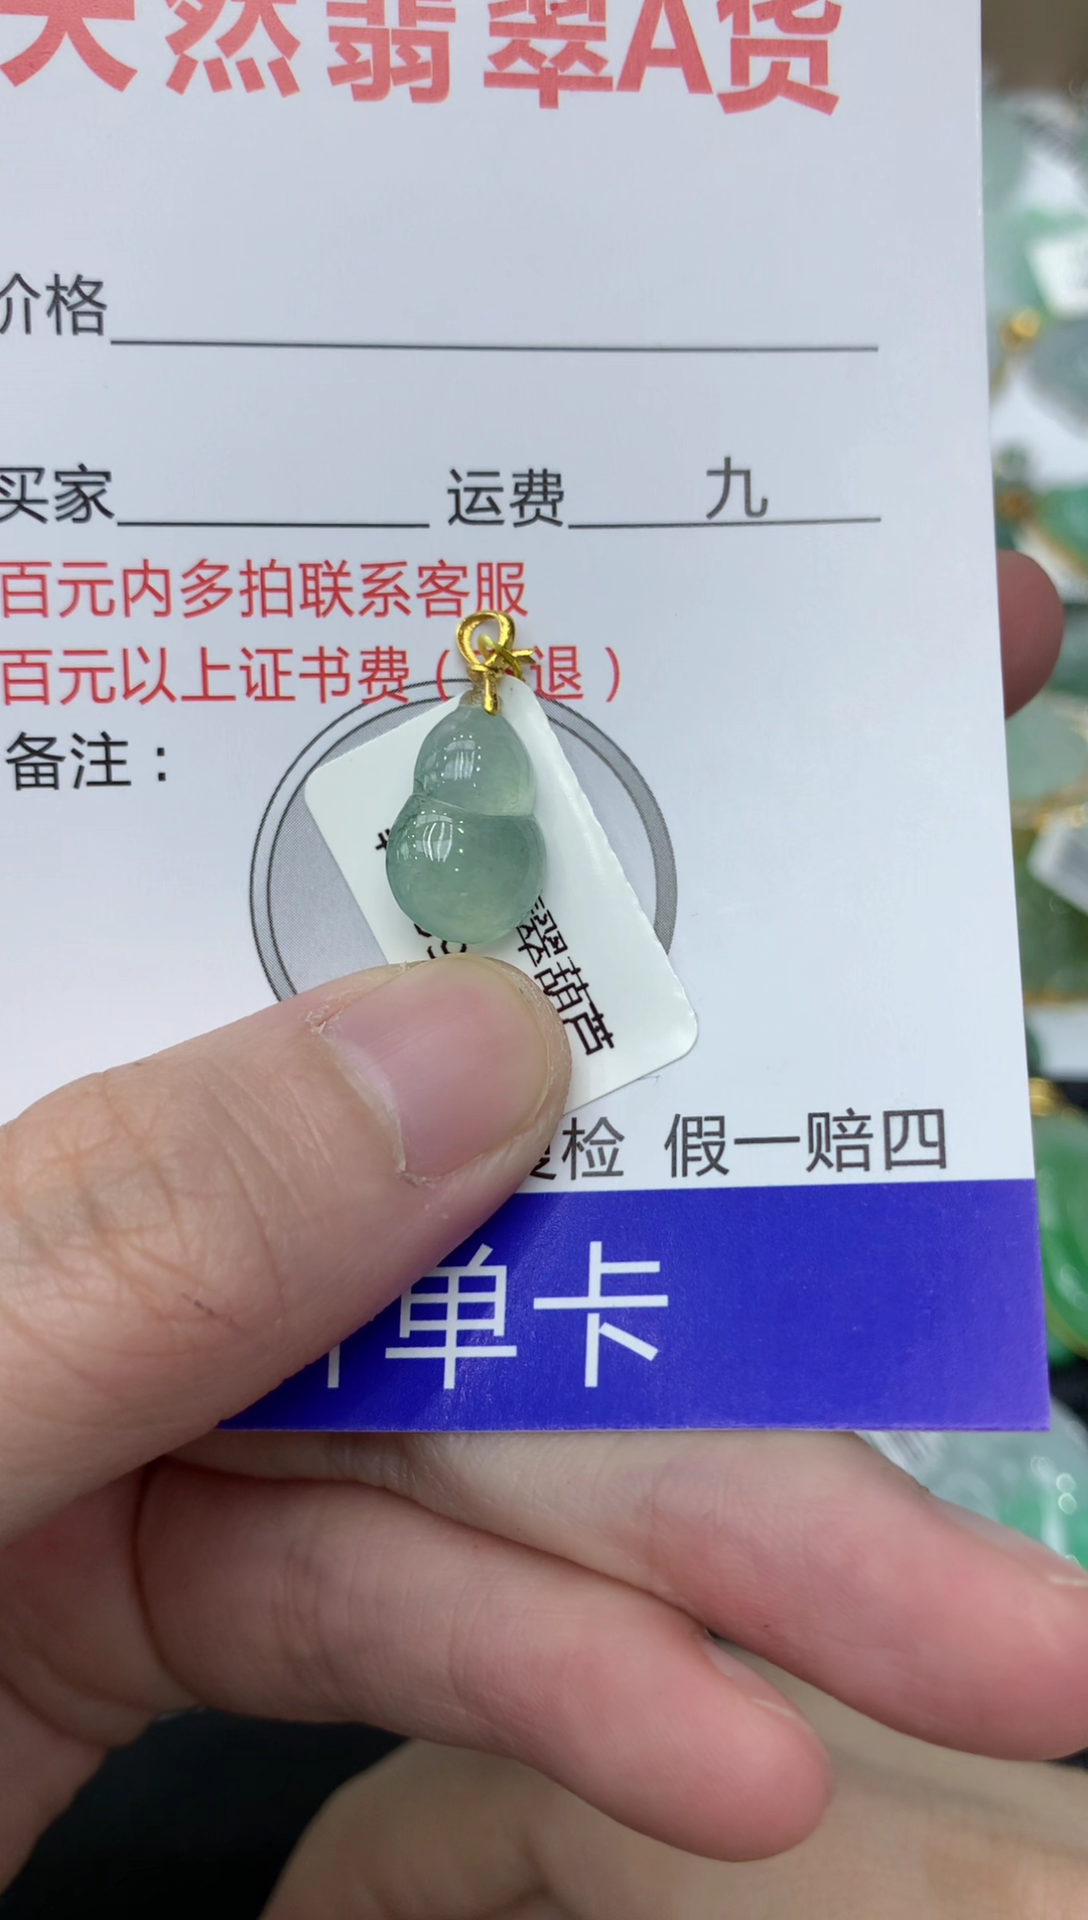 天然翡翠A货
价格
买家 运费 九
百元内多拍联系客服
百元以上证书费（ 退）
备注：
翠葫芦
复检 假一赔四
单卡